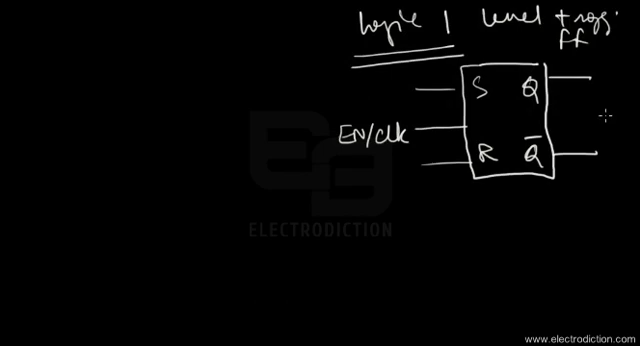 Logic 1 level trigg.
ff
S Q
EN/clk
R Q̅
ELECTRODICTION
www.electrodiction.com